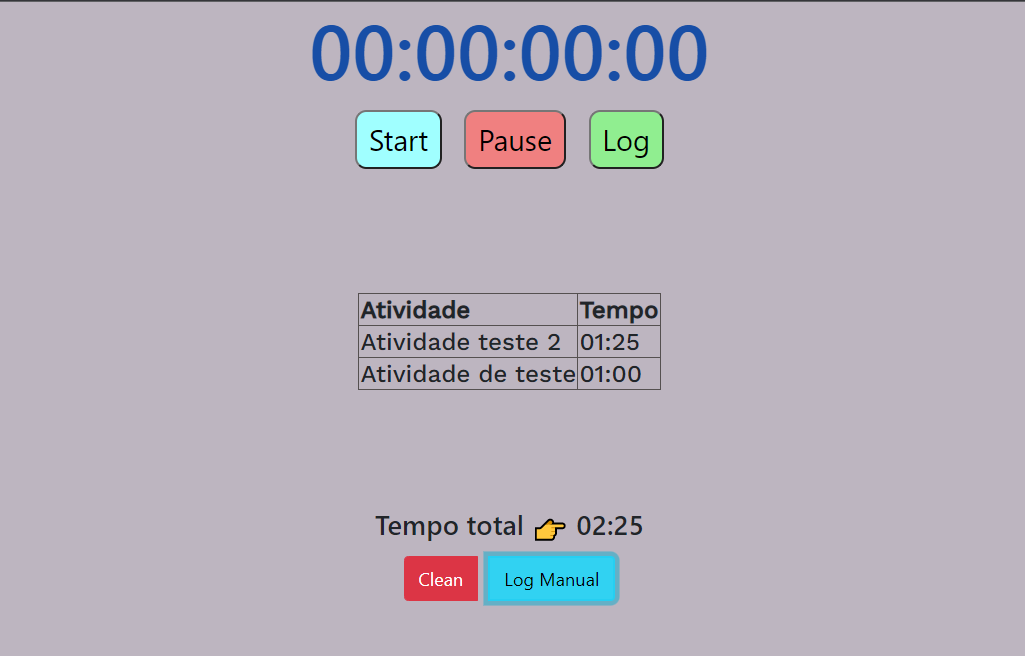 00:00:00:00
Start Pause Log
Atividade Tempo
Atividade teste 2 01:25
Atividade de teste 01:00
Tempo total 👉 02:25
Clean Log Manual